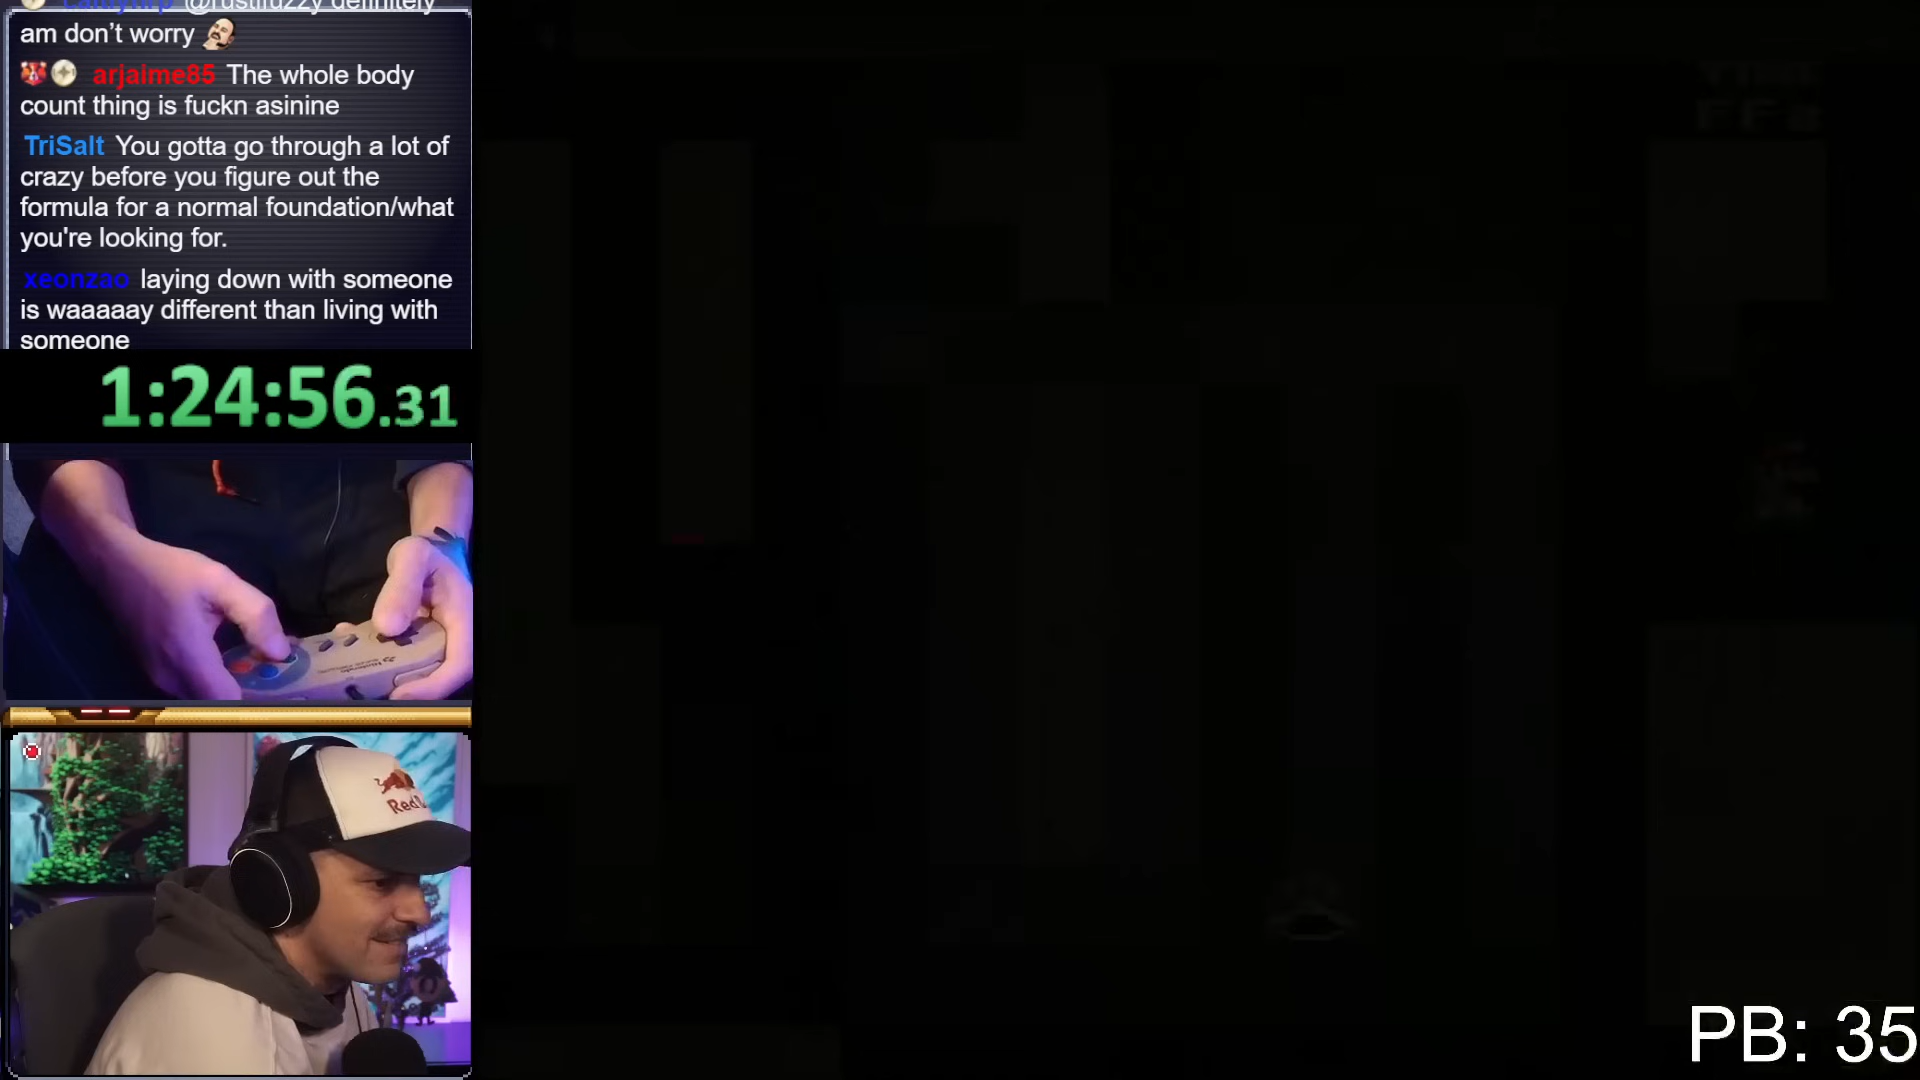 am don’t worry
arjaime85 The whole body
count thing is fuckn asinine
TriSalt You gotta go through a lot of
crazy before you figure out the
formula for a normal foundation/what
you're looking for.
xeonzao laying down with someone
is waaaaay different than living with
someone
1:24:56.31
PB: 35